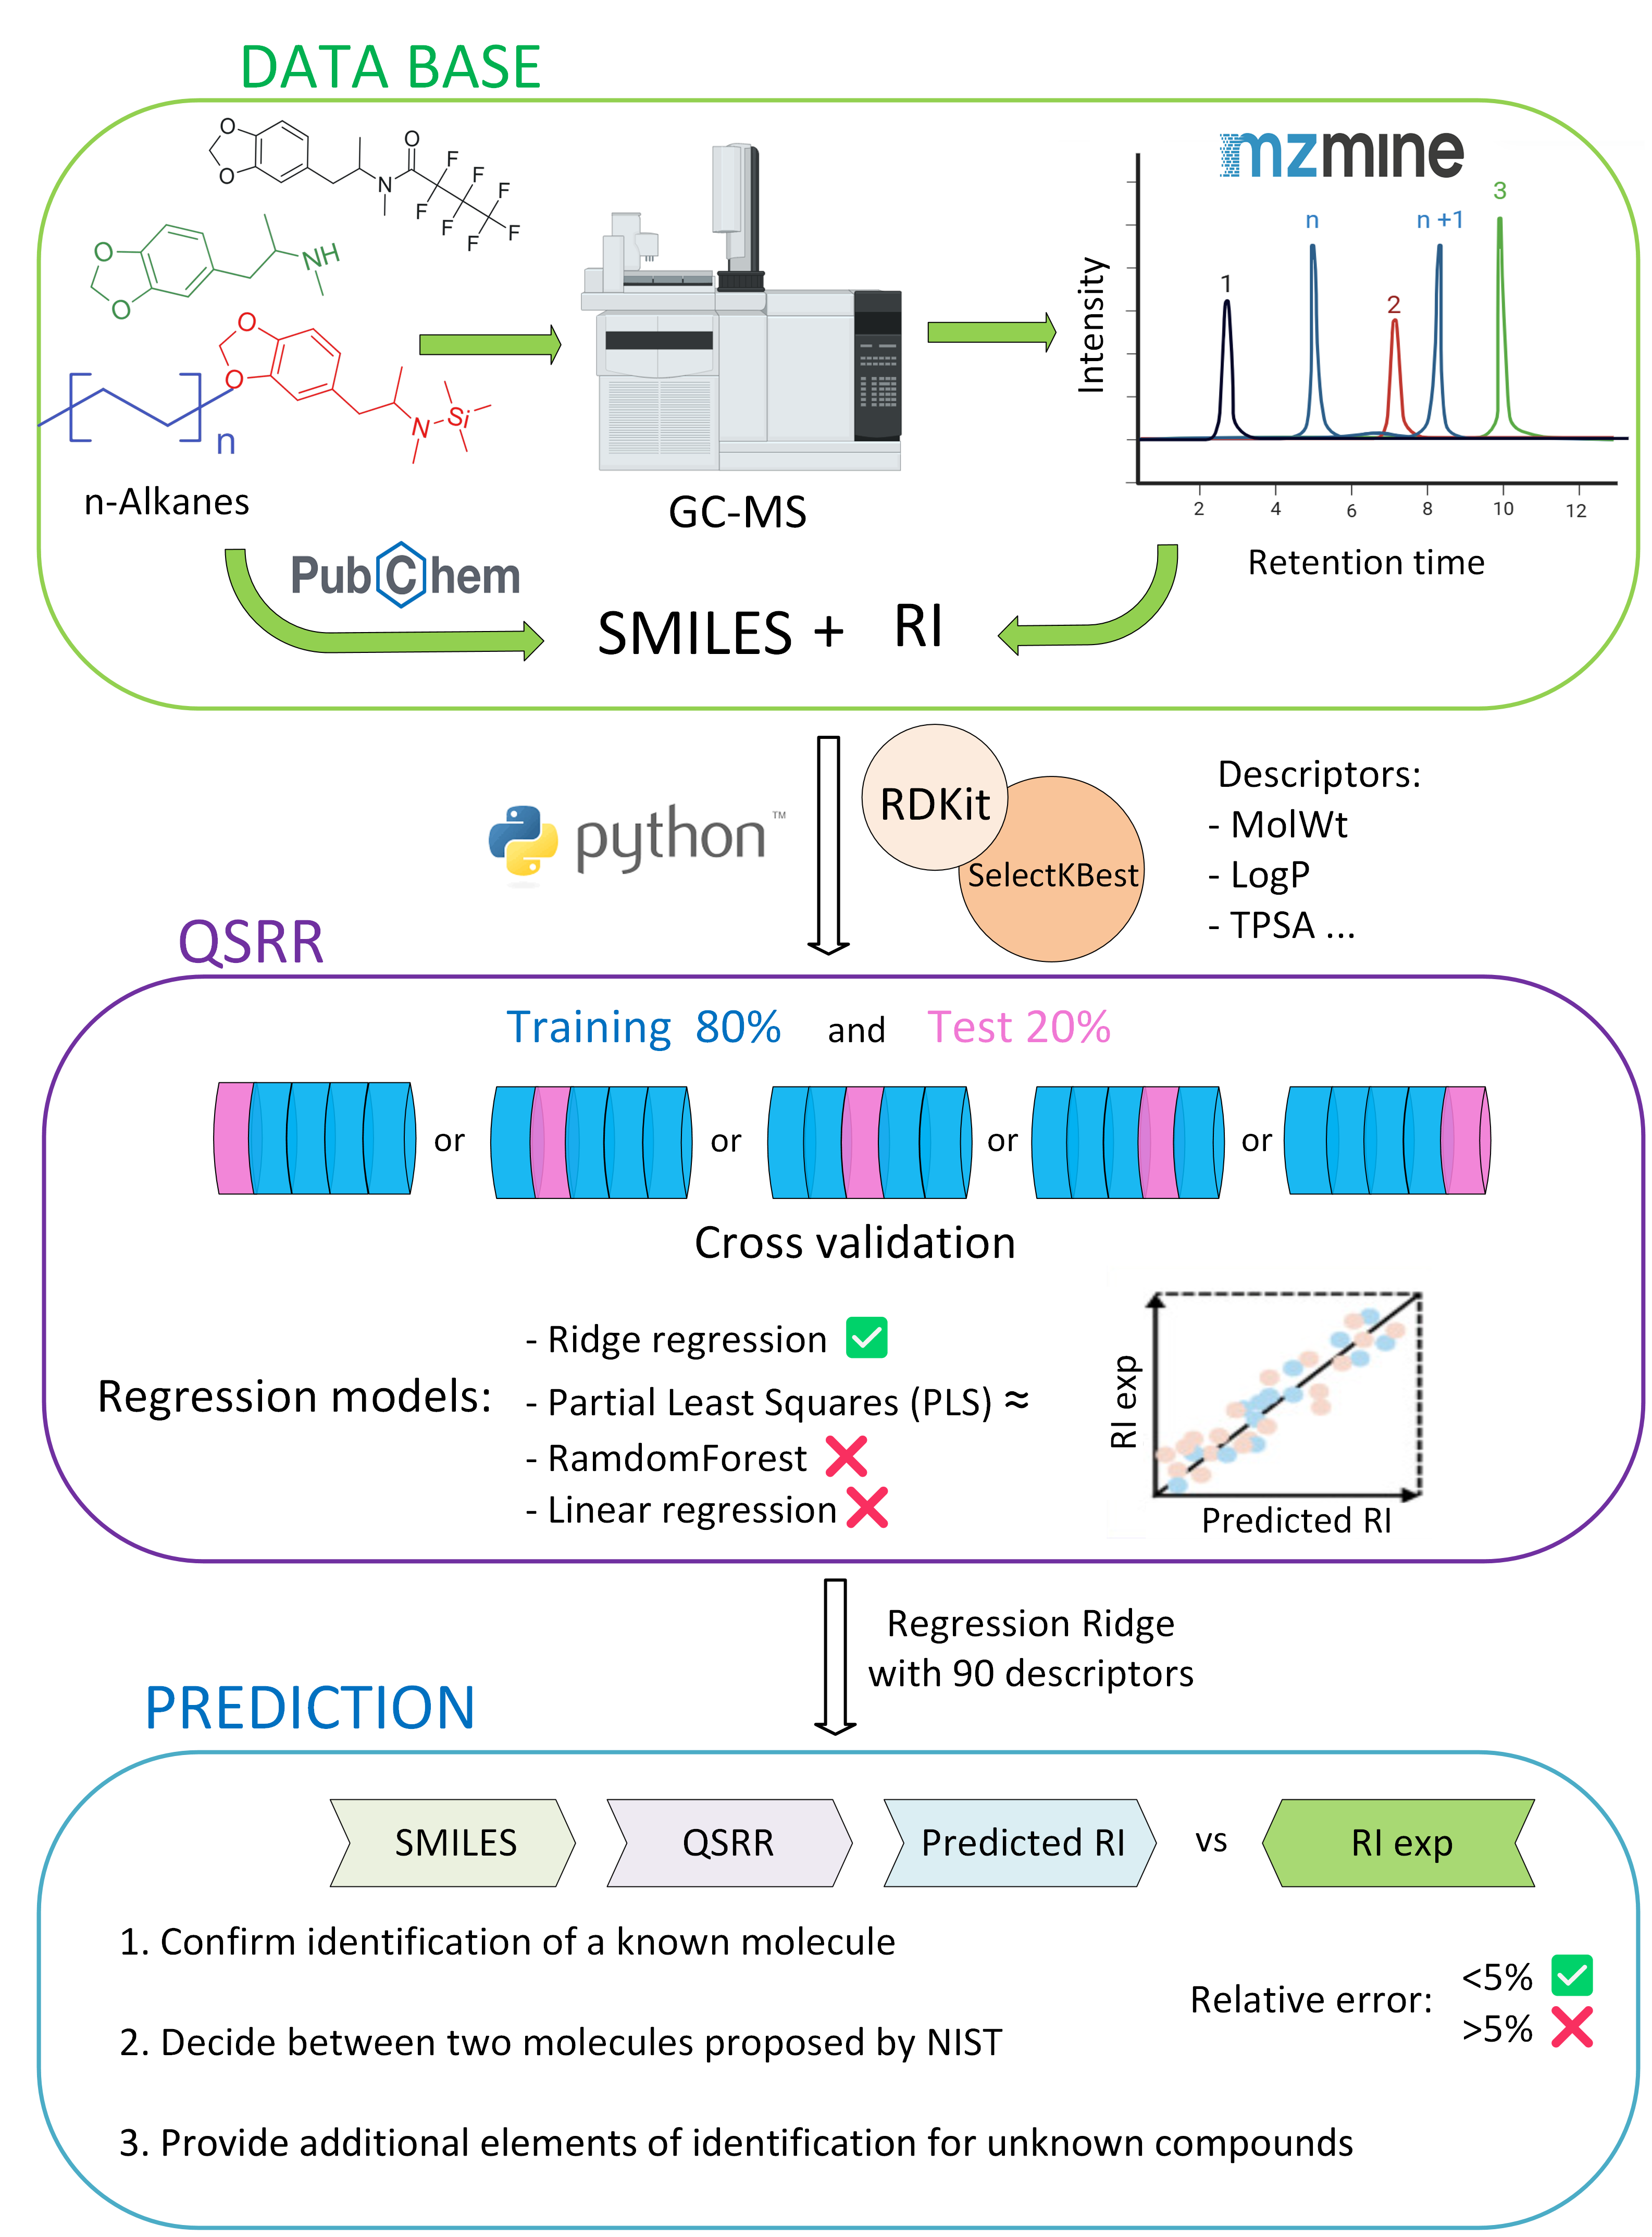 DATA BASE
O
O
N
O
F
F
F
F
F
F
F
O
O
NH
O
O
N
Si
n
n-Alkanes
GC-MS
mzmine
Intensity
1
n
2
n +1
3
2
4
6
8
10
12
Retention time
PubChem
SMILES + RI
python™
RDKit
SelectKBest
Descriptors:
- MolWt
- LogP
- TPSA ...
QSRR
Training 80% and Test 20%
or
or
or
or
Cross validation
Regression models:
- Ridge regression
- Partial Least Squares (PLS) ≈
- RamdomForest
- Linear regression
RI exp
Predicted RI
Regression Ridge
with 90 descriptors
PREDICTION
SMILES
QSRR
Predicted RI
vs
RI exp
1. Confirm identification of a known molecule
2. Decide between two molecules proposed by NIST
3. Provide additional elements of identification for unknown compounds
Relative error:
<5%
>5%